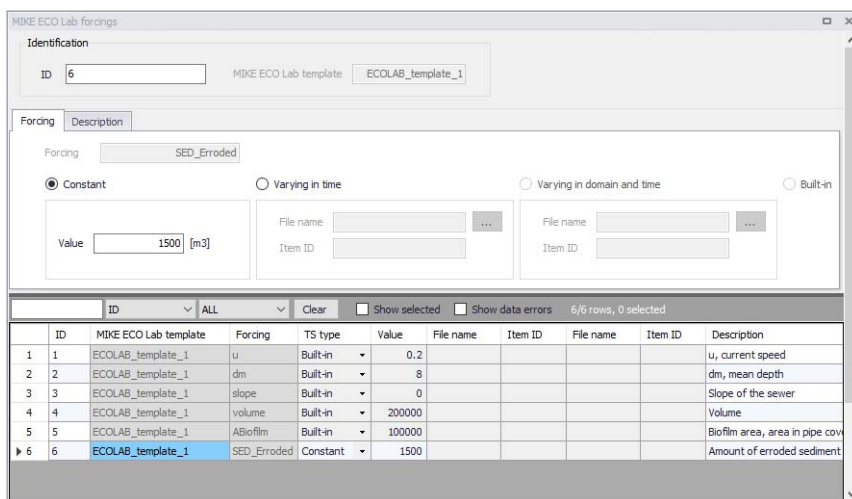 MIKE ECO Lab forcings
Identification
ID 6 MIKE ECO Lab template ECOLAB_template_1
Forcing Description
Forcing SED_Erroded
Constant Varying in time Varying in domain and time Built-in
File name ... File name ...
Value 1500 [m3] Item ID Item ID
ID ALL Clear Show selected Show data errors 6/6 rows, 0 selected
ID MIKE ECO Lab template Forcing TS type Value File name Item ID File name Item ID Description
1 1 ECOLAB_template_1 u Built-in 0.2 u, current speed
2 2 ECOLAB_template_1 dm Built-in 8 dm, mean depth
3 3 ECOLAB_template_1 slope Built-in 0 Slope of the sewer
4 4 ECOLAB_template_1 volume Built-in 200000 Volume
5 5 ECOLAB_template_1 ABiofilm Built-in 100000 Biofilm area, area in pipe cov
6 6 ECOLAB_template_1 SED_Erroded Constant 1500 Amount of erroded sediment